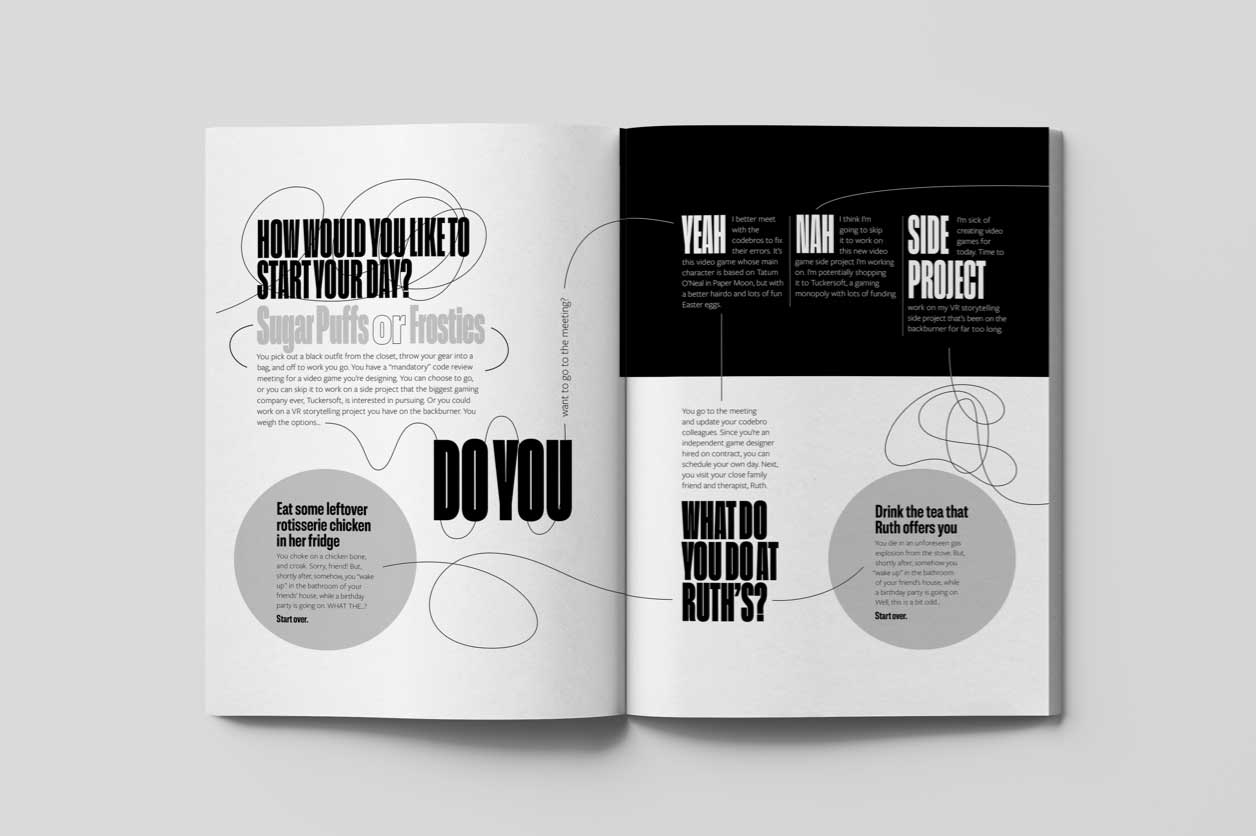 HOW WOULD YOU LIKE TO
START YOUR DAY?
Sugar Puffs or Frosties
You pick out a black outfit from the closet, throw your gear into a
bag, and off to work you go. You have a “mandatory” code review
meeting for a video game you’re designing. You can choose to go,
or you can skip it to work on a side project that the biggest gaming
company ever, Tuckersoft, is interested in pursuing. Or you could
work on a VR storytelling project you have on the backburner. You
weigh the options...
DO YOU
want to go to the meeting?
Eat some leftover
rotisserie chicken
in her fridge
You choke on a chicken bone,
and croak. Sorry, friend! But,
shortly after, somehow, you “wake
up” in the bathroom of your
friends’ house, while a birthday
party is going on. WHAT THE...?
Start over.
YEAH
I better meet
with the
codebros to fix
their errors. It’s
this video game whose main
character is based on Tatum
O’Neal in Paper Moon, but with
a better hairdo and lots of fun
Easter eggs.
NAH
I think I’m
going to skip
it to work on
this new video
game side project I’m working
on. I’m potentially shopping
it to Tuckersoft, a gaming
monopoly with lots of funding
SIDE
PROJECT
I’m sick of
creating video
games for
today. Time to
work on my VR storytelling
side project that’s been on the
backburner for far too long.
You go to the meeting
and update your codebro
colleagues. Since you’re an
independent game designer
hired on contract, you can
schedule your own day. Next,
you visit your close family
friend and therapist, Ruth.
WHAT DO
YOU DO AT
RUTH’S?
Drink the tea that
Ruth offers you
You die in an unforeseen gas
explosion from the stove. But,
shortly after, somehow you
“wake up” in the bathroom
of your friend’s house, while
a birthday party is going on.
Well, this is a bit odd...
Start over.